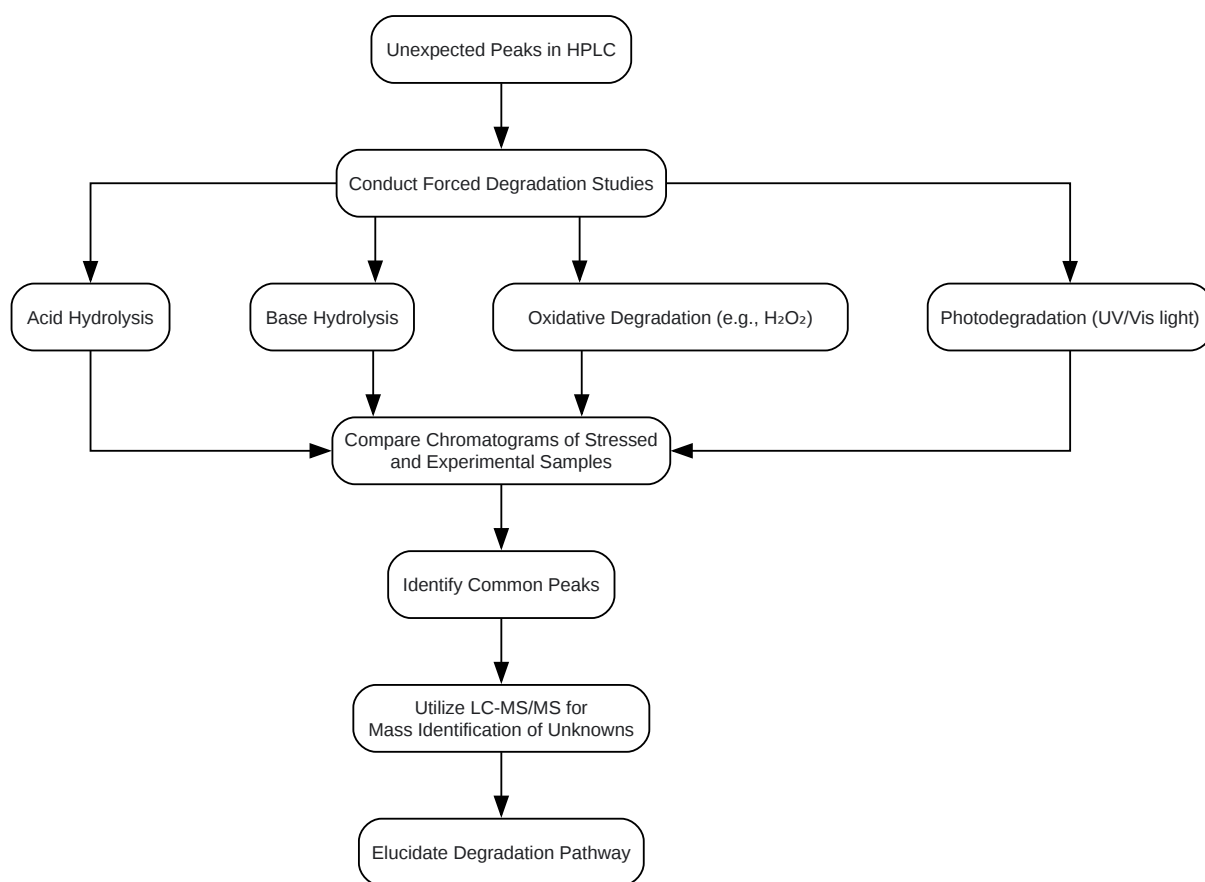 Unexpected Peaks in HPLC
Conduct Forced Degradation Studies
Acid Hydrolysis
Base Hydrolysis
Oxidative Degradation (e.g., H₂O₂)
Photodegradation (UV/Vis light)
Compare Chromatograms of Stressed
and Experimental Samples
Identify Common Peaks
Utilize LC-MS/MS for
Mass Identification of Unknowns
Elucidate Degradation Pathway